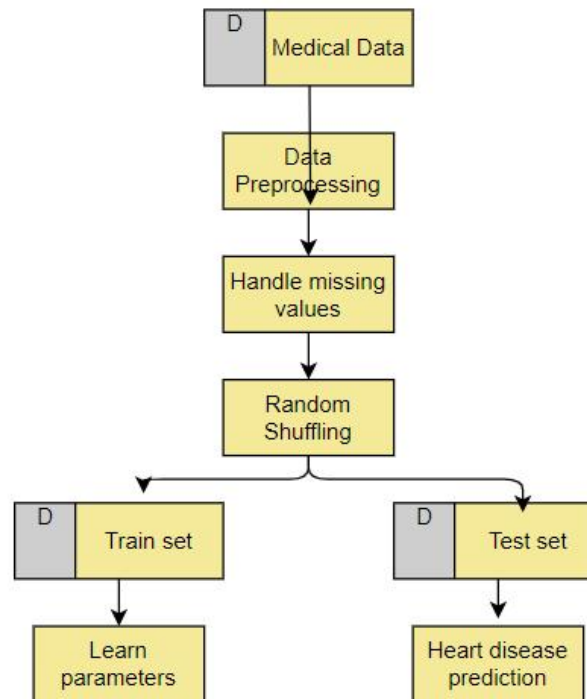 D
Medical Data
Data
Preprocessing
Handle missing
values
Random
Shuffling
D
Train set
D
Test set
Learn
parameters
Heart disease
prediction